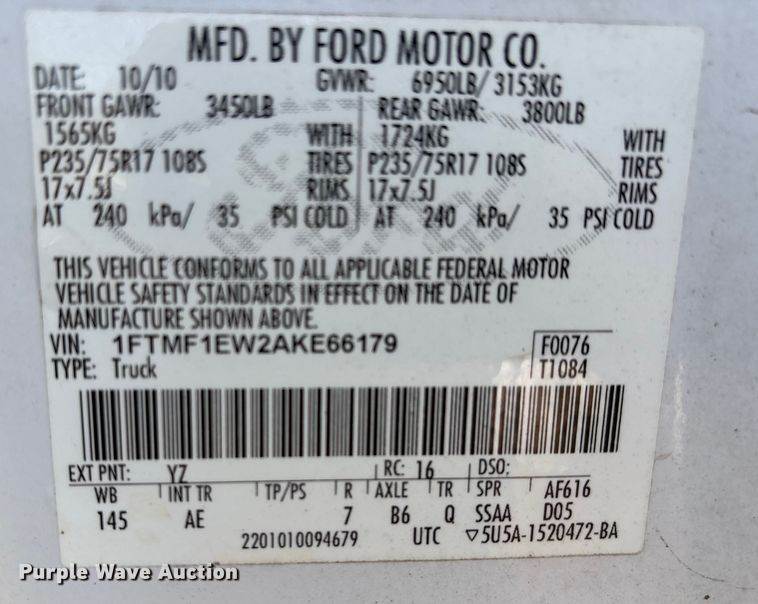 MFD. BY FORD MOTOR CO.
DATE: 10/10 GVWR: 6950LB/ 3153KG
FRONT GAWR: 3450LB REAR GAWR: 3800LB
1565KG WITH 1724KG WITH
P235/75R17 108S TIRES P235/75R17 108S TIRES
17x7.5J RIMS 17x7.5J RIMS
AT 240 kPa/ 35 PSI COLD AT 240 kPa/ 35 PSI COLD
THIS VEHICLE CONFORMS TO ALL APPLICABLE FEDERAL MOTOR
VEHICLE SAFETY STANDARDS IN EFFECT ON THE DATE OF
MANUFACTURE SHOWN ABOVE.
VIN: 1FTMF1EW2AKE66179 F0076
TYPE: Truck T1084
EXT PNT: YZ RC: 16 DSO:
WB INT TR TP/PS R AXLE TR SPR AF616
145 AE 7 B6 Q SSAA D05
2201010094679 UTC ▽5U5A-1520472-BA
Purple Wave Auction